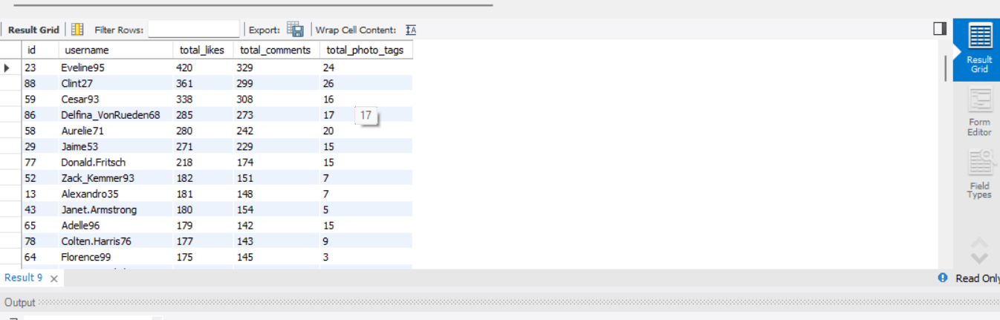 Result Grid Filter Rows: Export: Wrap Cell Content:
id username total_likes total_comments total_photo_tags
23 Eveline95 420 329 24
88 Clint27 361 299 26
59 Cesar93 338 308 16
86 Delfina_VonRueden68 285 273 17 17
58 Aurelie71 280 242 20
29 Jaime53 271 229 15
77 Donald.Fritsch 218 174 15
52 Zack_Kemmer93 182 151 7
13 Alexandro35 181 148 7
43 Janet.Armstrong 180 154 5
65 Adelle96 179 142 15
78 Colten.Harris76 177 143 9
64 Florence99 175 145 3
Result
Grid
Form
Editor
Field
Types
Result 9
Read Only
Output